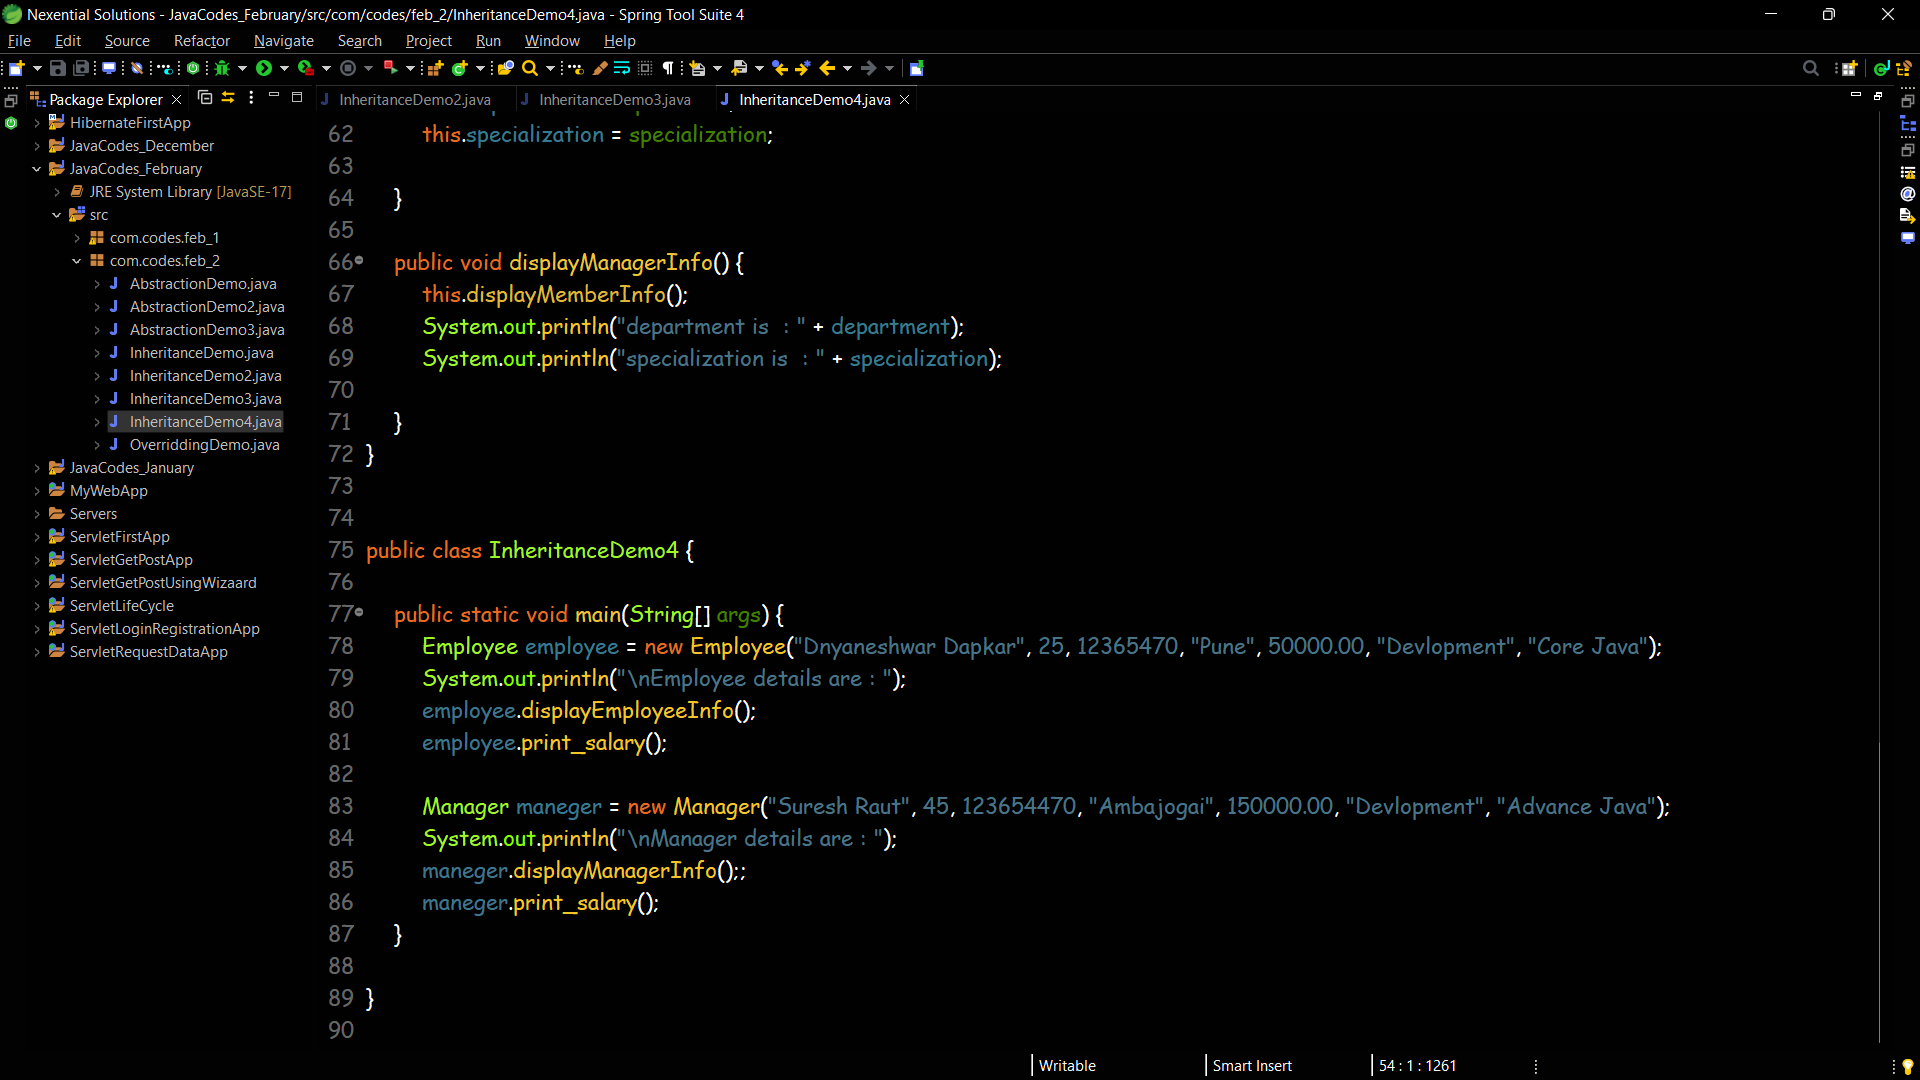 Nexential Solutions - JavaCodes_February/src/com/codes/feb_2/InheritanceDemo4.java - Spring Tool Suite 4
File Edit Source Refactor Navigate Search Project Run Window Help
Package Explorer
InheritanceDemo2.java InheritanceDemo3.java InheritanceDemo4.java
HibernateFirstApp
JavaCodes_December
JavaCodes_February
JRE System Library [JavaSE-17]
src
com.codes.feb_1
com.codes.feb_2
AbstractionDemo.java
AbstractionDemo2.java
AbstractionDemo3.java
InheritanceDemo.java
InheritanceDemo2.java
InheritanceDemo3.java
InheritanceDemo4.java
OverriddingDemo.java
JavaCodes_January
MyWebApp
Servers
ServletFirstApp
ServletGetPostApp
ServletGetPostUsingWizaard
ServletLifeCycle
ServletLoginRegistrationApp
ServletRequestDataApp
62 this.specialization = specialization;
63
64 }
65
66 public void displayManagerInfo() {
67 this.displayMemberInfo();
68 System.out.println("department is  : " + department);
69 System.out.println("specialization is  : " + specialization);
70
71 }
72 }
73
74
75 public class InheritanceDemo4 {
76
77 public static void main(String[] args) {
78 Employee employee = new Employee("Dnyaneshwar Dapkar", 25, 12365470, "Pune", 50000.00, "Devlopment", "Core Java");
79 System.out.println("\nEmployee details are : ");
80 employee.displayEmployeeInfo();
81 employee.print_salary();
82
83 Manager maneger = new Manager("Suresh Raut", 45, 123654470, "Ambajogai", 150000.00, "Devlopment", "Advance Java");
84 System.out.println("\nManager details are : ");
85 maneger.displayManagerInfo();;
86 maneger.print_salary();
87 }
88
89 }
90
Writable Smart Insert 54 : 1 : 1261